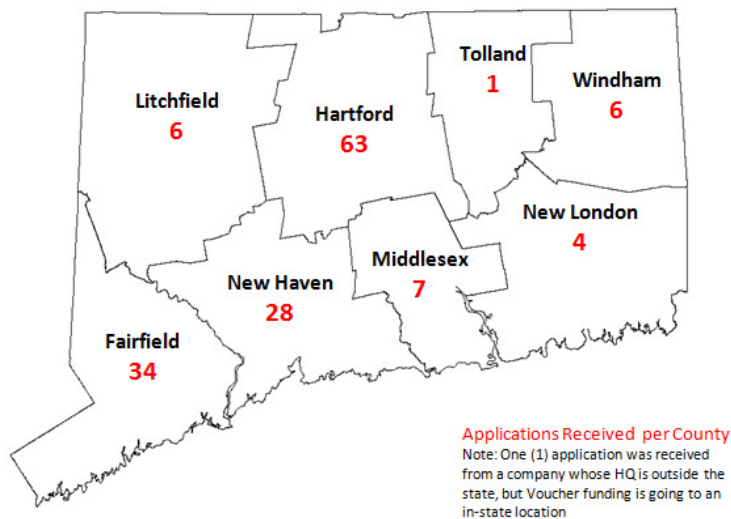 Tolland
1
Windham
6
Litchfield
6
Hartford
63
New London
4
Middlesex
7
New Haven
28
Fairfield
34
Applications Received per County
Note: One (1) application was received
from a company whose HQ is outside the
state, but Voucher funding is going to an
in-state location